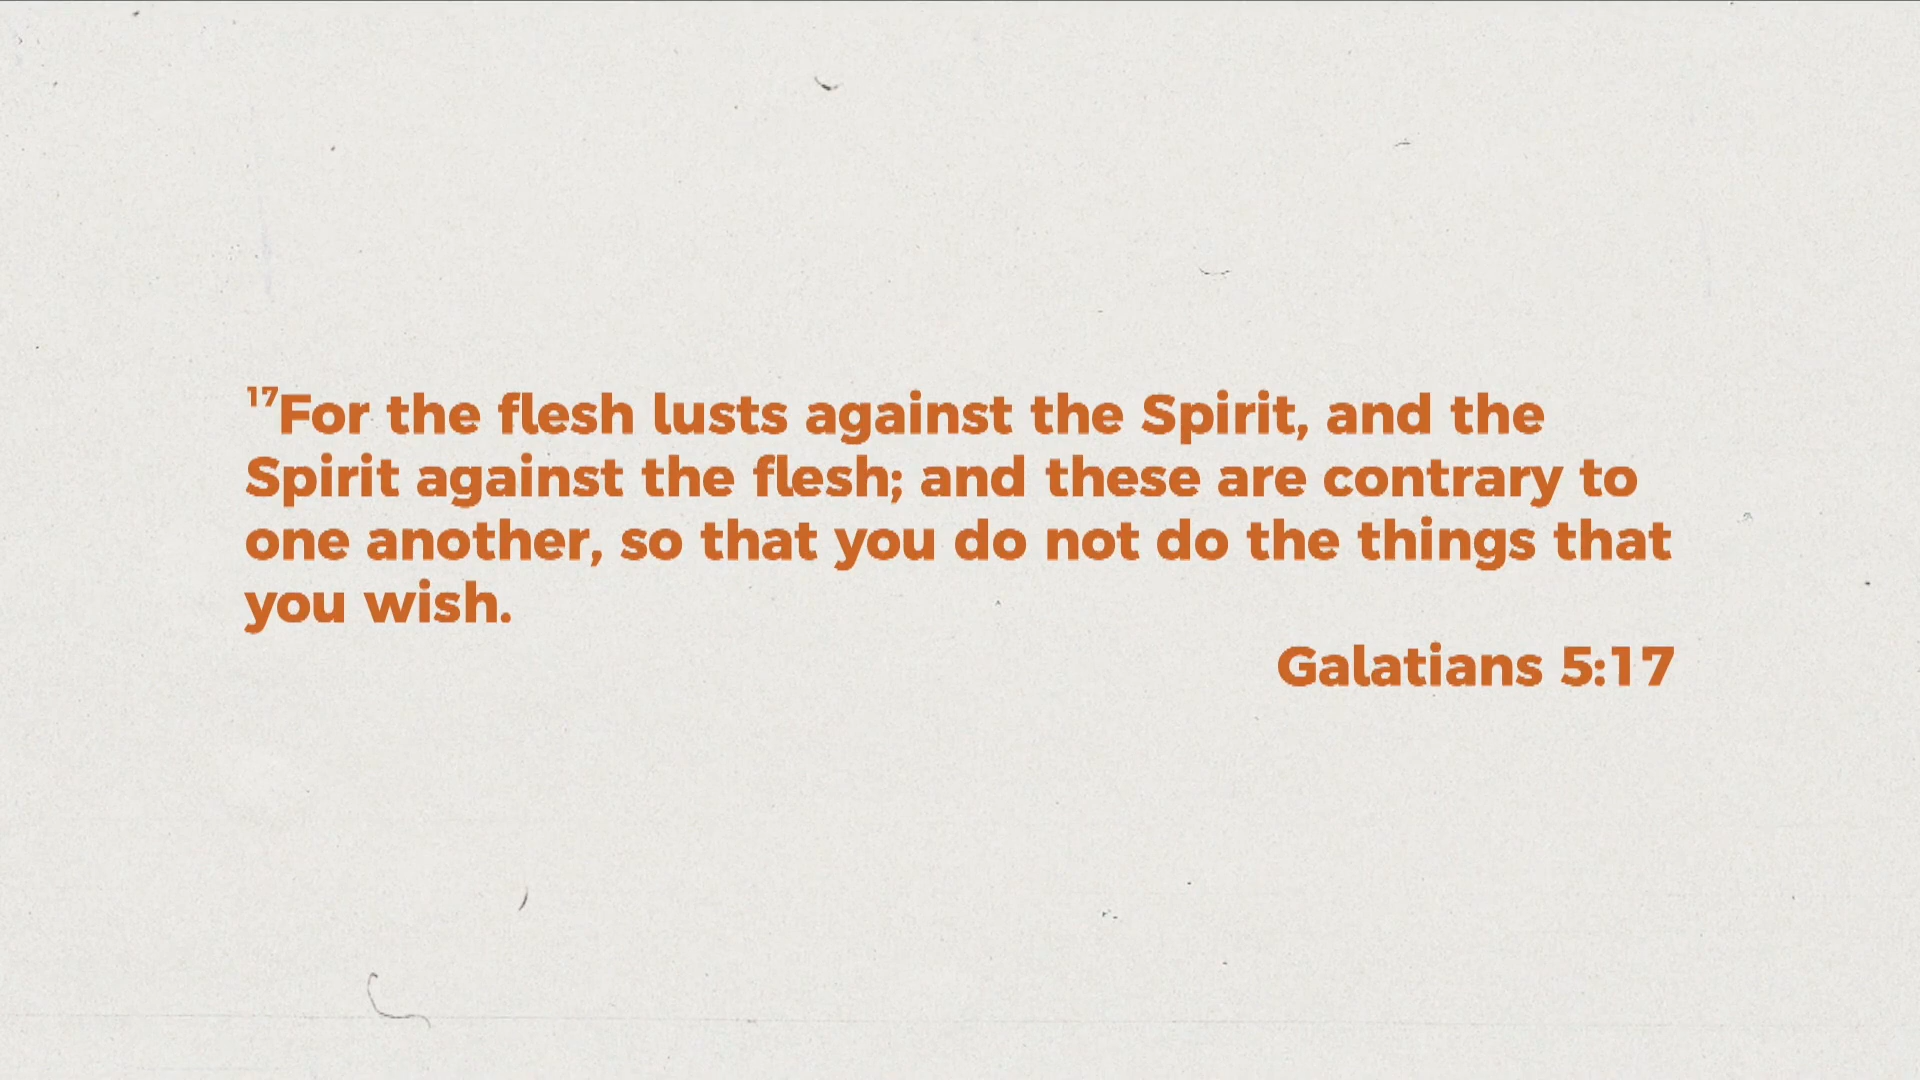 17For the flesh lusts against the Spirit, and the
Spirit against the flesh; and these are contrary to
one another, so that you do not do the things that
you wish.
Galatians 5:17